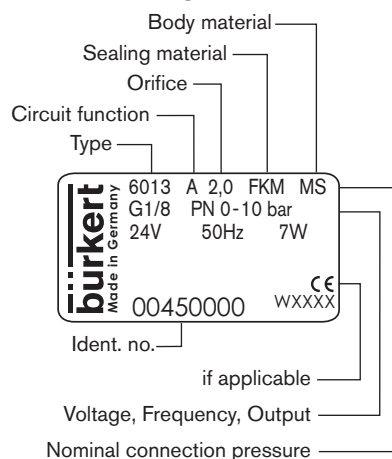 Body material
Sealing material
Orifice
Circuit function
Type
6013 A 2,0 FKM MS
G1/8 PN 0-10 bar
24V 50Hz 7W
burkert
Made in Germany
CE
00450000 WXXXX
Ident. no.
if applicable
Voltage, Frequency, Output
Nominal connection pressure